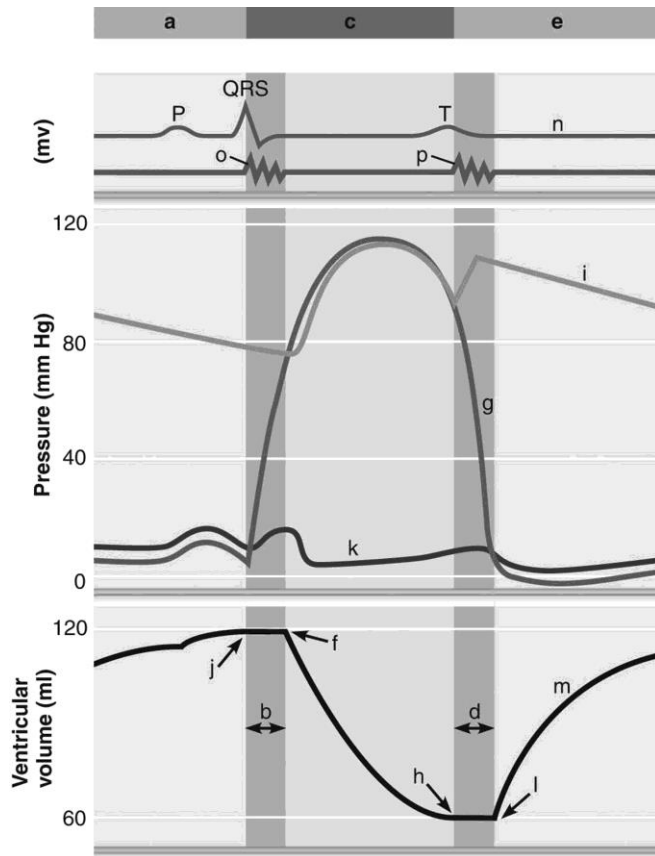 a c e
P QRS T n
(mv)
o p
120
i
80
Pressure (mm Hg)
g
40
k
0
120
j f
m
b d
Ventricular
volume (ml)
h l
60